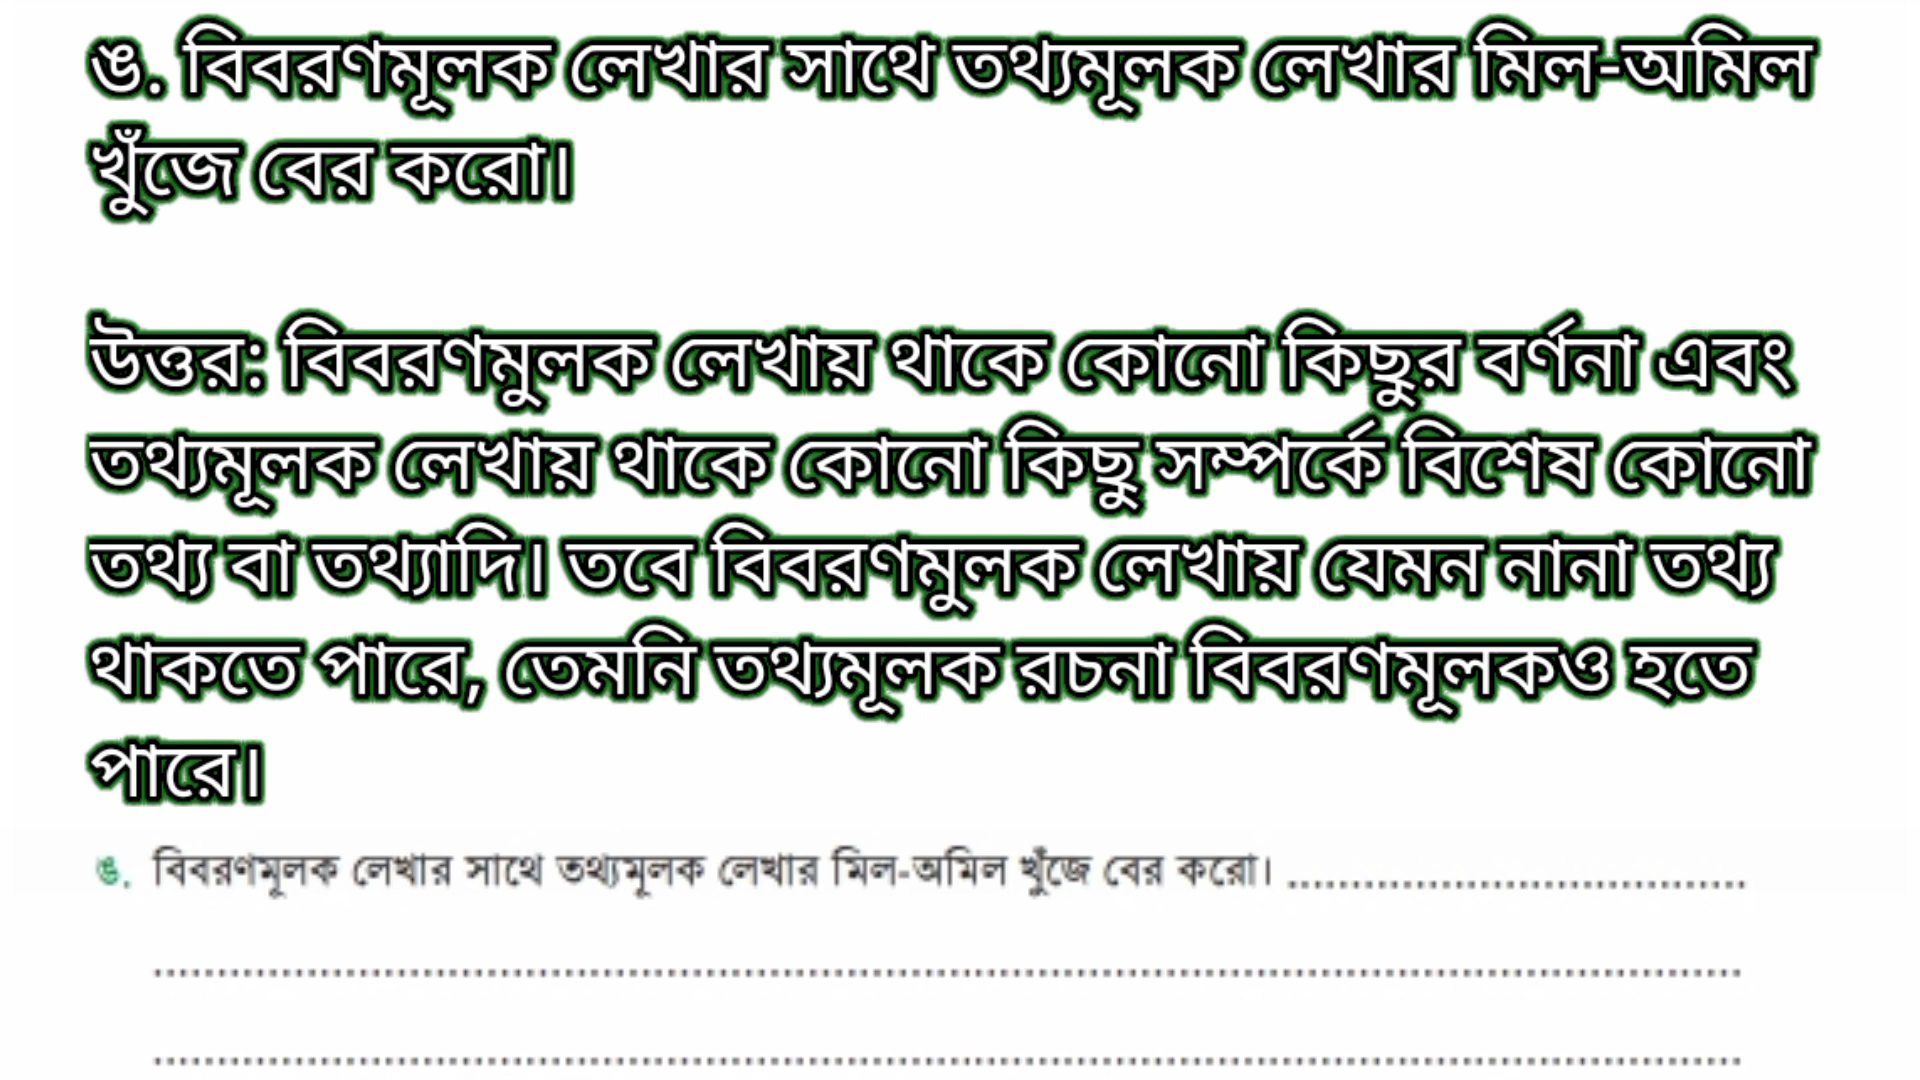 ঙ. বিবরণমূলক লেখার সাথে তথ্যমূলক লেখার মিল-অমিল
খুঁজে বের করো।
উত্তর: বিবরণমুলক লেখায় থাকে কোনো কিছুর বর্ণনা এবং
তথ্যমূলক লেখায় থাকে কোনো কিছু সম্পর্কে বিশেষ কোনো
তথ্য বা তথ্যাদি। তবে বিবরণমুলক লেখায় যেমন নানা তথ্য
থাকতে পারে, তেমনি তথ্যমূলক রচনা বিবরণমূলকও হতে
পারে।
ঙ. বিবরণমূলক লেখার সাথে তথ্যমূলক লেখার মিল-অমিল খুঁজে বের করো। ....................................